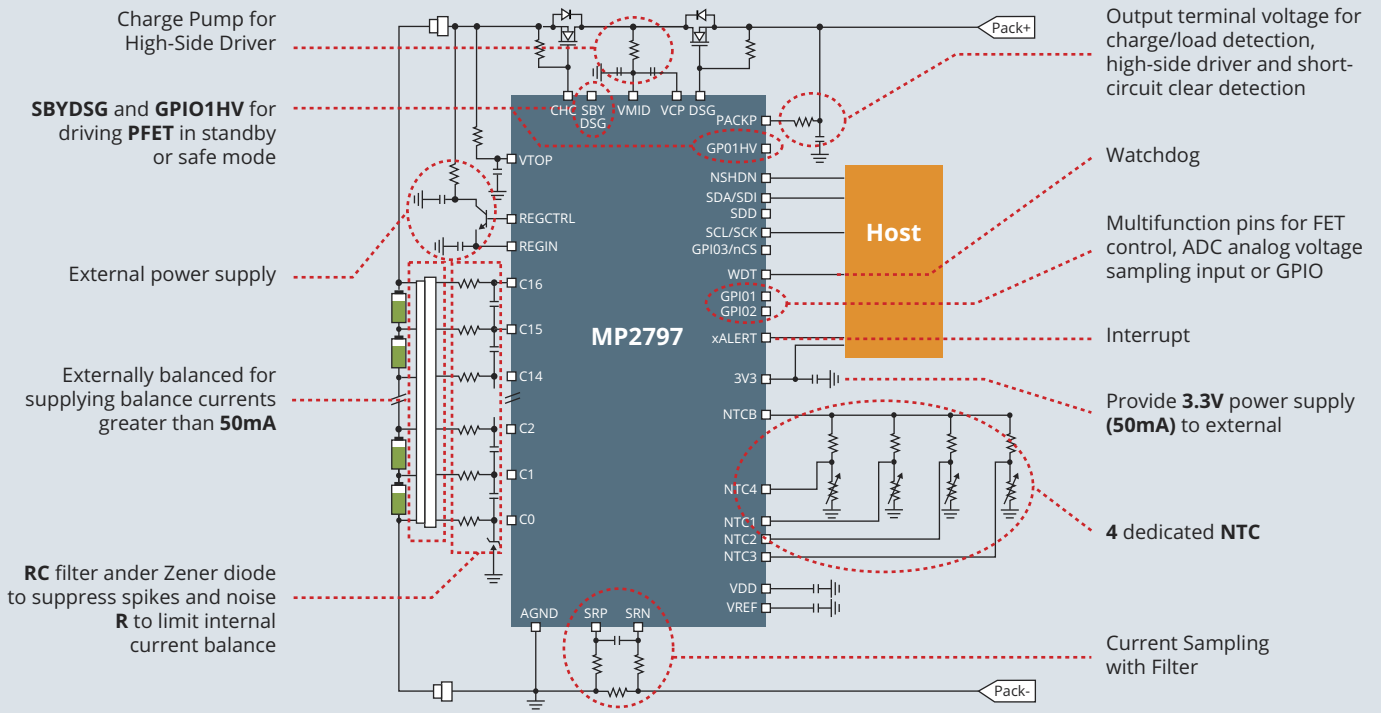 Charge Pump for
High-Side Driver
SBYDSG and GPIO1HV for
driving PFET in standby
or safe mode
External power supply
Externally balanced for
supplying balance currents
greater than 50mA
RC filter ander Zener diode
to suppress spikes and noise
R to limit internal
current balance
CHG
SBY
DSG
VMID
VCP
DSG
VTOP
REGCTRL
REGIN
C16
C15
C14
C2
C1
C0
MP2797
AGND
SRP
SRN
PACKP
GP01HV
NSHDN
SDA/SDI
SDD
SCL/SCK
GPI03/nCS
WDT
GPI01
GPI02
xALERT
3V3
NTCB
NTC4
NTC1
NTC2
NTC3
VDD
VREF
Host
Pack+
Pack-
Output terminal voltage for
charge/load detection,
high-side driver and short-
circuit clear detection
Watchdog
Multifunction pins for FET
control, ADC analog voltage
sampling input or GPIO
Interrupt
Provide 3.3V power supply
(50mA) to external
4 dedicated NTC
Current Sampling
with Filter